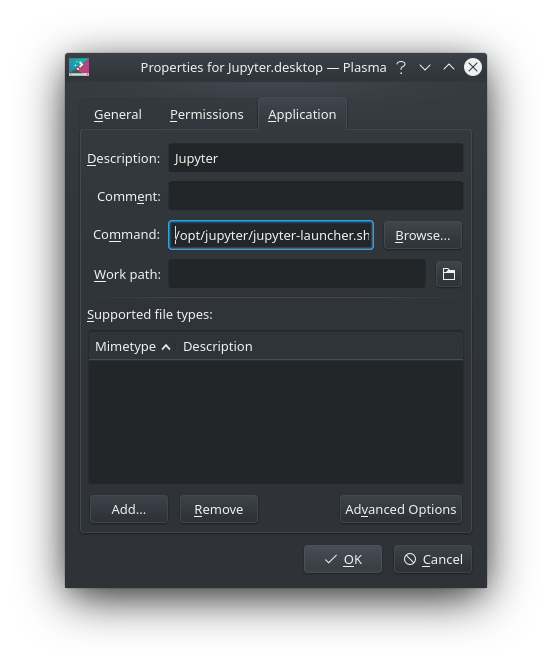 Properties for Jupyter.desktop — Plasma ?
General Permissions Application
Description: Jupyter
Comment:
Command: /opt/jupyter/jupyter-launcher.sh Browse...
Work path:
Supported file types:
Mimetype Description
Add... Remove Advanced Options
OK Cancel